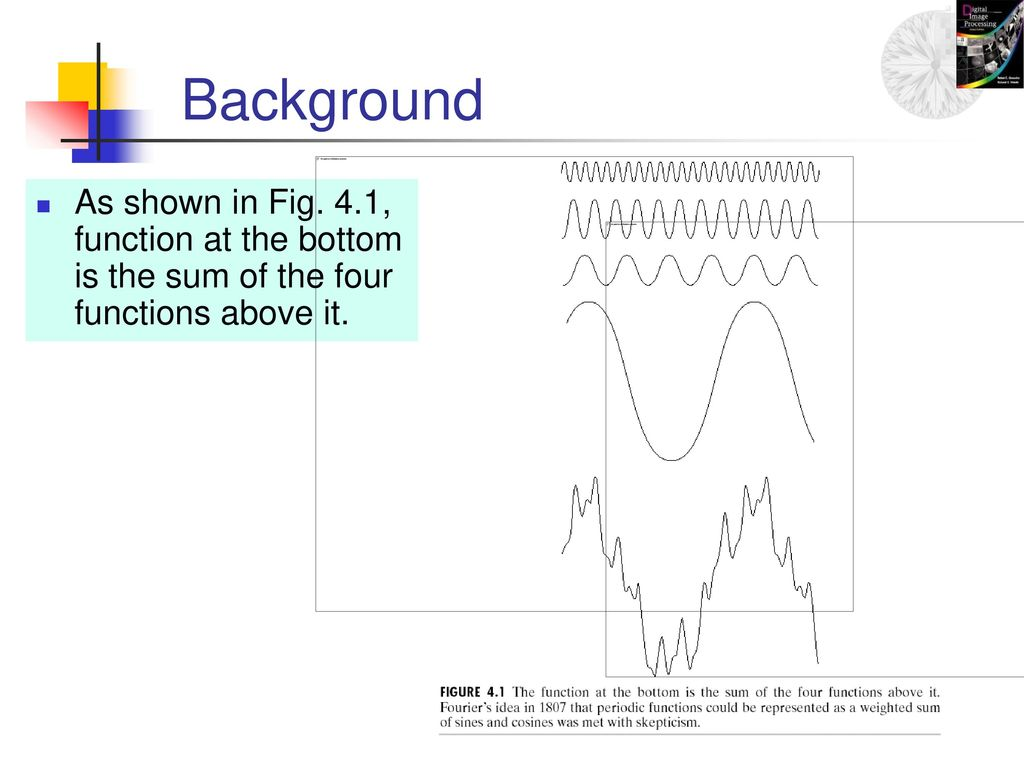 Digital
Image
Processing
Background
As shown in Fig. 4.1,
function at the bottom
is the sum of the four
functions above it.
FIGURE 4.1 The function at the bottom is the sum of the four functions above it.
Fourier's idea in 1807 that periodic functions could be represented as a weighted sum
of sines and cosines was met with skepticism.